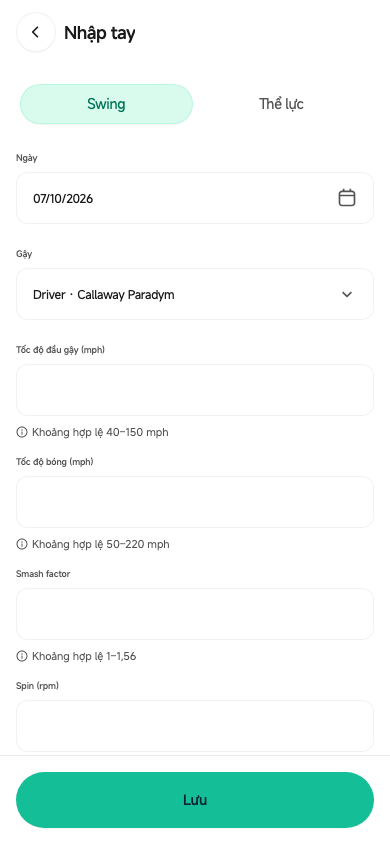 Nhập tay
Swing
Thể lực
Ngày
07/10/2026
Gậy
Driver · Callaway Paradym
Tốc độ đầu gậy (mph)
Khoảng hợp lệ 40–150 mph
Tốc độ bóng (mph)
Khoảng hợp lệ 50–220 mph
Smash factor
Khoảng hợp lệ 1–1,56
Spin (rpm)
Lưu